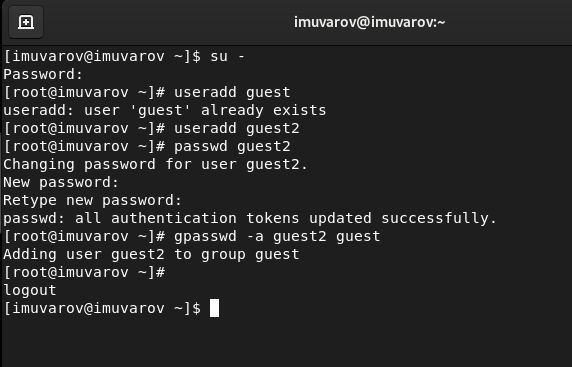 imuvarov@imuvarov:~
[imuvarov@imuvarov ~]$ su -
Password:
[root@imuvarov ~]# useradd guest
useradd: user 'guest' already exists
[root@imuvarov ~]# useradd guest2
[root@imuvarov ~]# passwd guest2
Changing password for user guest2.
New password:
Retype new password:
passwd: all authentication tokens updated successfully.
[root@imuvarov ~]# gpasswd -a guest2 guest
Adding user guest2 to group guest
[root@imuvarov ~]#
logout
[imuvarov@imuvarov ~]$